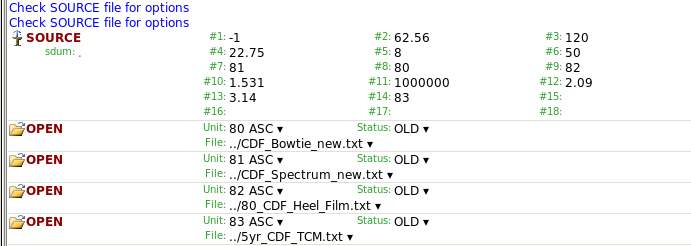 Check SOURCE file for options
Check SOURCE file for options
SOURCE #1: -1 #2: 62.56 #3: 120
sdum: . #4: 22.75 #5: 8 #6: 50
#7: 81 #8: 80 #9: 82
#10: 1.531 #11: 1000000 #12: 2.09
#13: 3.14 #14: 83 #15:
#16: #17: #18:
OPEN Unit: 80 ASC ▾ Status: OLD ▾
File: ../CDF_Bowtie_new.txt ▾
OPEN Unit: 81 ASC ▾ Status: OLD ▾
File: ../CDF_Spectrum_new.txt ▾
OPEN Unit: 82 ASC ▾ Status: OLD ▾
File: ../80_CDF_Heel_Film.txt ▾
OPEN Unit: 83 ASC ▾ Status: OLD ▾
File: ../5yr_CDF_TCM.txt ▾